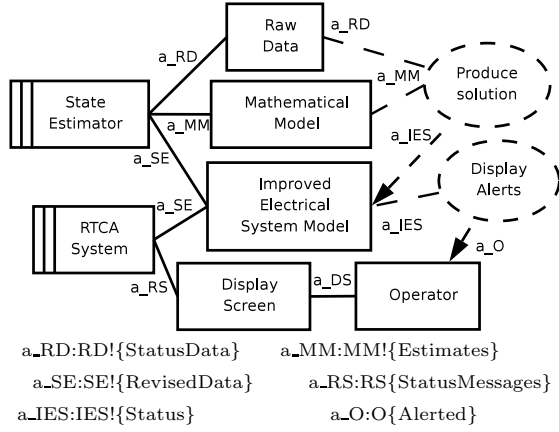 Raw
Data
a_RD
a_RD
a_MM
Produce
solution
State
Estimator
Mathematical
Model
a_MM
a_IES
a_SE
Display
Alerts
Improved
Electrical
System Model
a_SE
RTCA
System
a_IES
a_O
a_RS
Display
Screen
a_DS
Operator
a_RD:RD!{StatusData} a_MM:MM!{Estimates}
a_SE:SE!{RevisedData} a_RS:RS{StatusMessages}
a_IES:IES!{Status} a_O:O{Alerted}